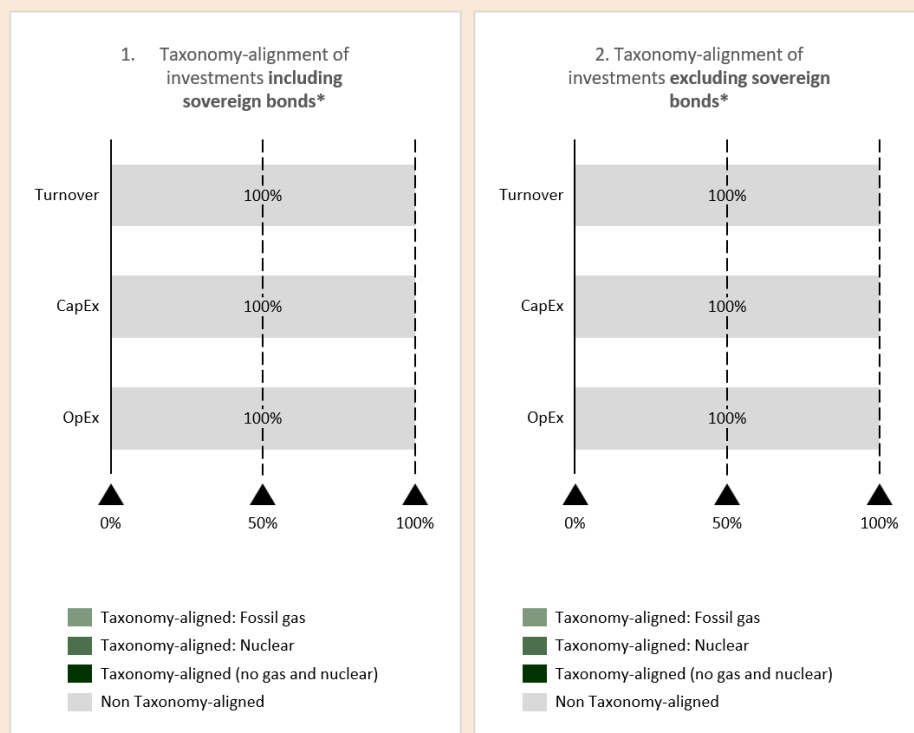 1. Taxonomy-alignment of
investments including
sovereign bonds*
Turnover
100%
CapEx
100%
OpEx
100%
0%
50%
100%
Taxonomy-aligned: Fossil gas
Taxonomy-aligned: Nuclear
Taxonomy-aligned (no gas and nuclear)
Non Taxonomy-aligned
2. Taxonomy-alignment of
investments excluding sovereign
bonds*
Turnover
100%
CapEx
100%
OpEx
100%
0%
50%
100%
Taxonomy-aligned: Fossil gas
Taxonomy-aligned: Nuclear
Taxonomy-aligned (no gas and nuclear)
Non Taxonomy-aligned